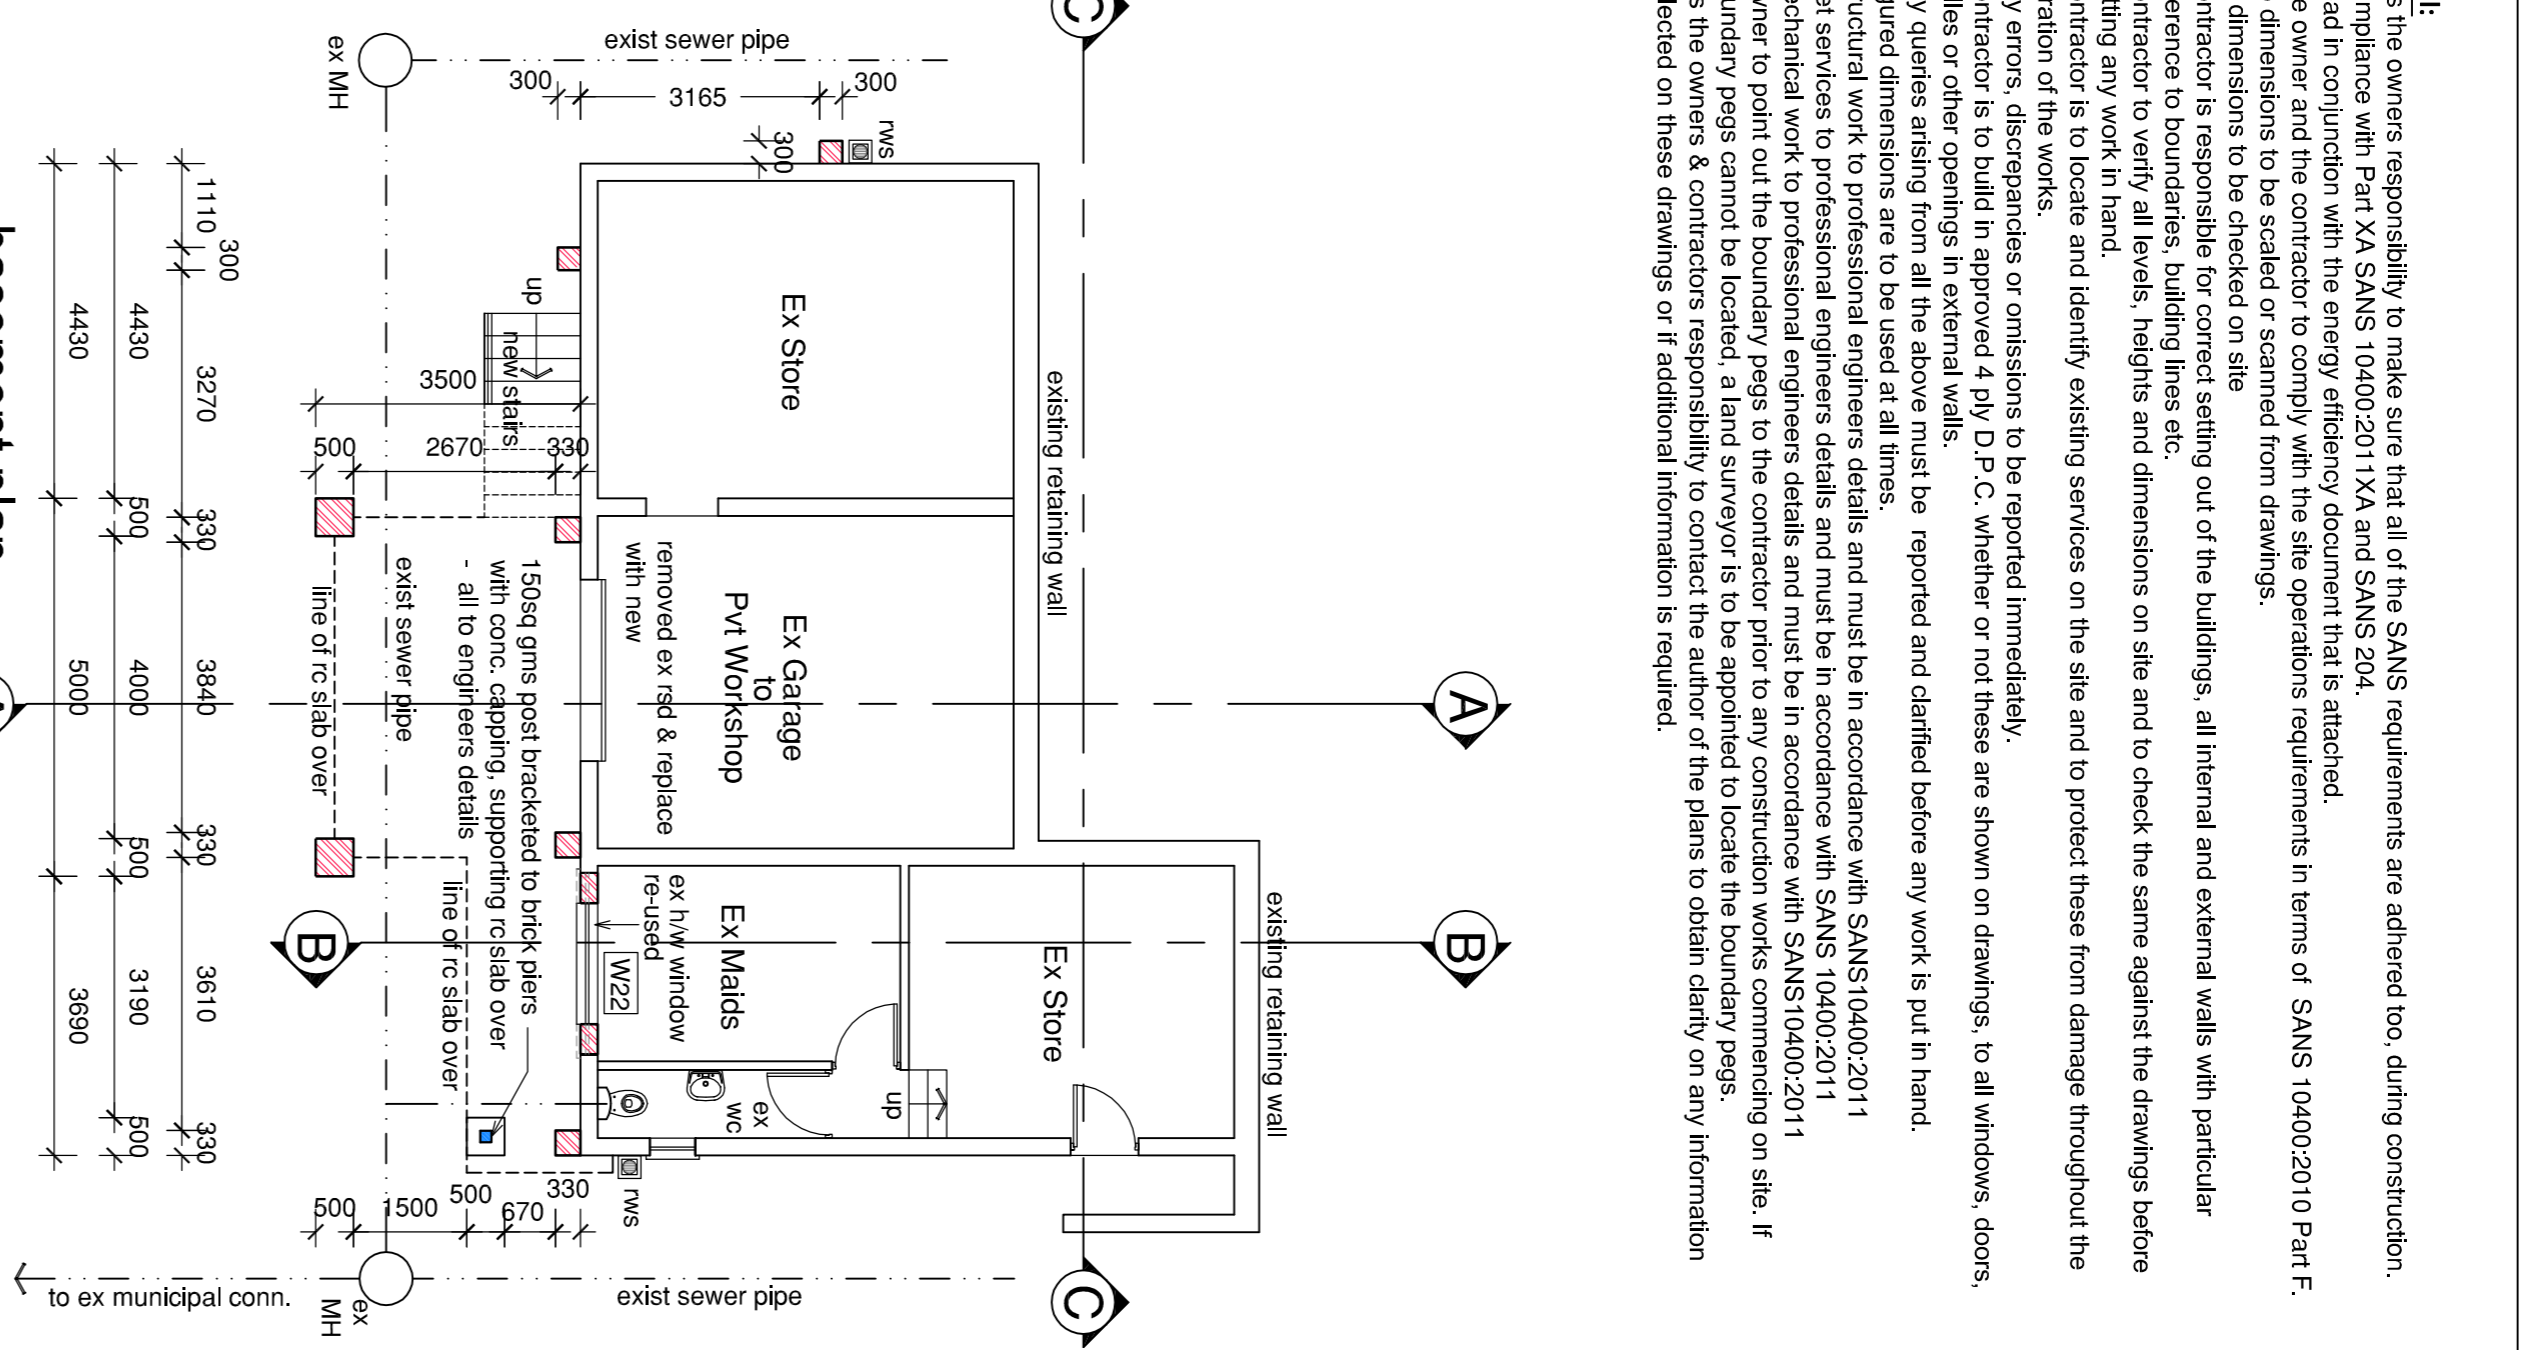 l:
s the owners responsibility to make sure that all of the SANS requirements are adhered too, during construction.
mpliance with Part XA SANS 10400:2011XA and SANS 204.
ad in conjunction with the energy efficiency document that is attached.
e owner and the contractor to comply with the site operations requirements in terms of SANS 10400:2010 Part F.
dimensions to be scaled or scanned from drawings.
dimensions to be checked on site
ontractor is responsible for correct setting out of the buildings, all internal and external walls with particular
erence to boundaries, building lines etc.
ontractor to verify all levels, heights and dimensions on site and to check the same against the drawings before
tting any work in hand.
ontractor is to locate and identify existing services on the site and to protect these from damage throughout the
ration of the works.
y errors, discrepancies or omissions to be reported immediately.
ontractor is to build in approved 4 ply D.P.C. whether or not these are shown on drawings, to all windows, doors,
lles or other openings in external walls.
y queries arising from all the above must be reported and clarified before any work is put in hand.
gured dimensions are to be used at all times.
ructural work to professional engineers details and must be in accordance with SANS10400:2011
et services to professional engineers details and must be in accordance with SANS 10400:2011
echanical work to professional engineers details and must be in accordance with SANS10400:2011
wner to point out the boundary pegs to the contractor prior to any construction works commencing on site. If
undary pegs cannot be located, a land surveyor is to be appointed to locate the boundary pegs.
s the owners & contractors responsibility to contact the author of the plans to obtain clarity on any information
lected on these drawings or if additional information is required.
A
B
C
C
B
existing retaining wall
existing retaining wall
Ex Store
Ex Garage
to
Pvt Workshop
removed ex rsd & replace
with new
Ex Store
Ex Maids
ex h/w window
re-used
W22
ex
wc
up
rws
rws
up
new stairs
150sq gms post bracketed to brick piers
with conc. capping, supporting rc slab over
- all to engineers details
line of rc slab over
exist sewer pipe
line of rc slab over
exist sewer pipe
exist sewer pipe
ex MH
ex
MH
to ex municipal conn.
300
3165
300
300
3500
500
2670
330
500
1500
500
670
330
1110
300
3270
330
3840
330
3610
330
4430
500
4000
500
3190
500
4430
5000
3690